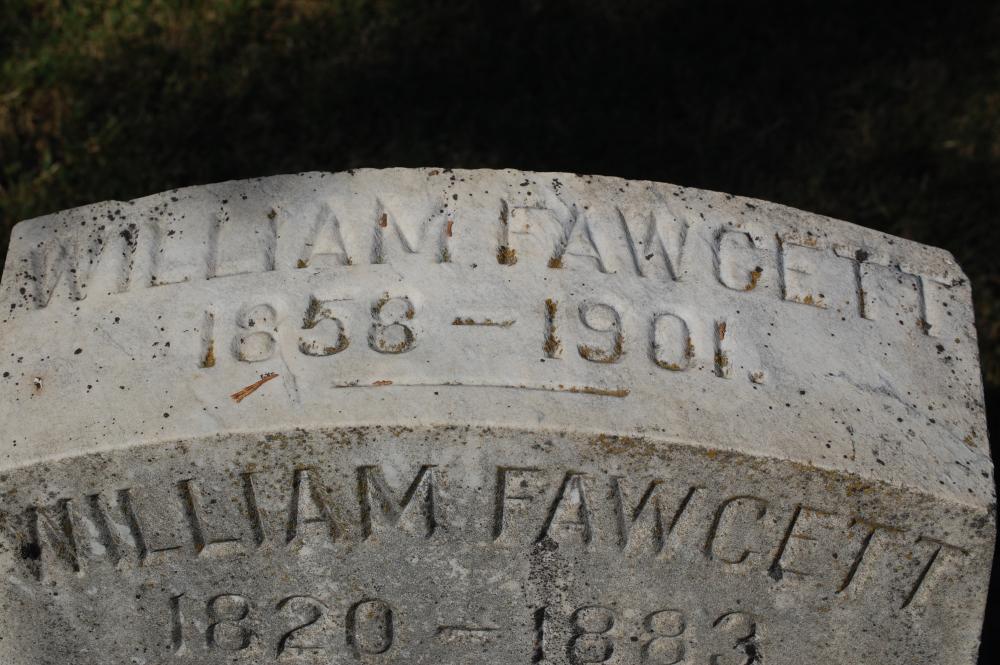 WILLIAM FAWCETT
1858 – 1901.
WILLIAM FAWCETT
1820 – 1883